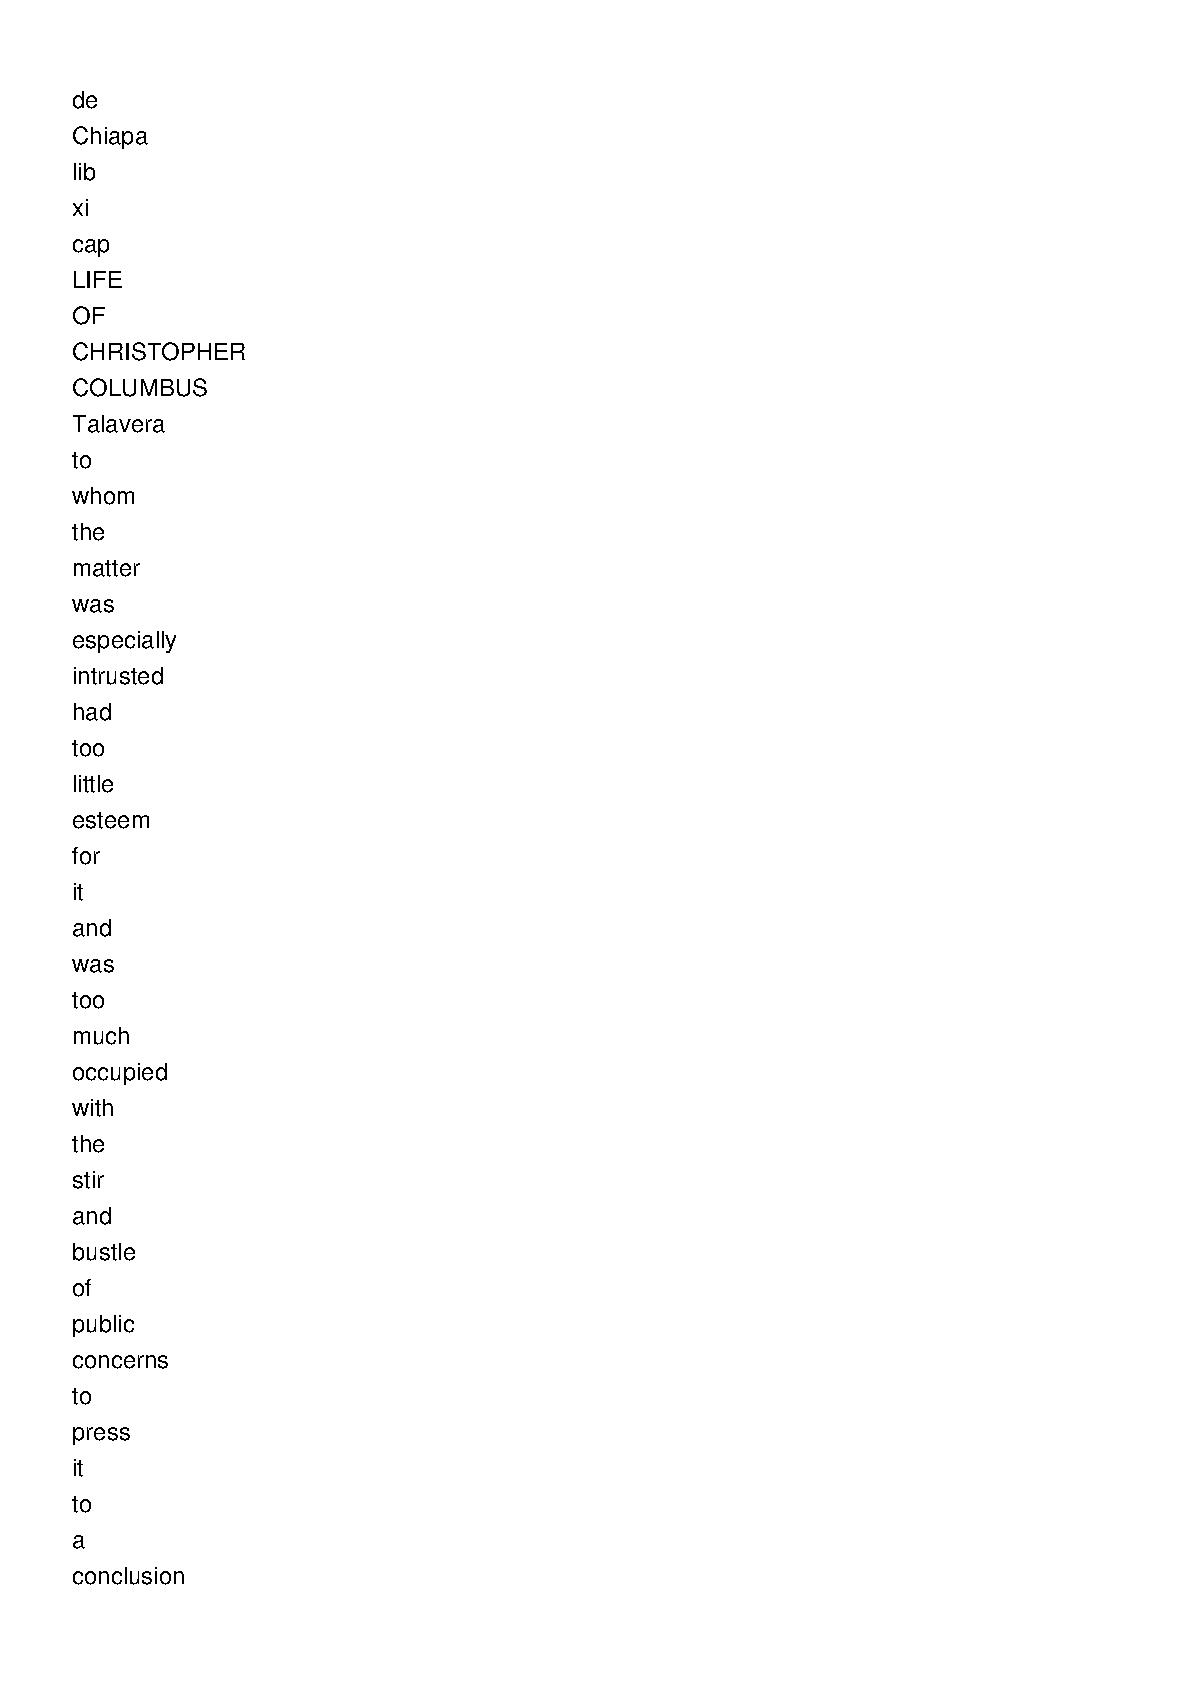 de
Chiapa
lib
xi
cap
LIFE
OF
CHRISTOPHER
COLUMBUS
Talavera
to
whom
the
matter
was
especially
intrusted
had
too
little
esteem
for
it
and
was
too
much
occupied
with
the
stir
and
bustle
of
public
concerns
to
press
it
to
a
conclusion